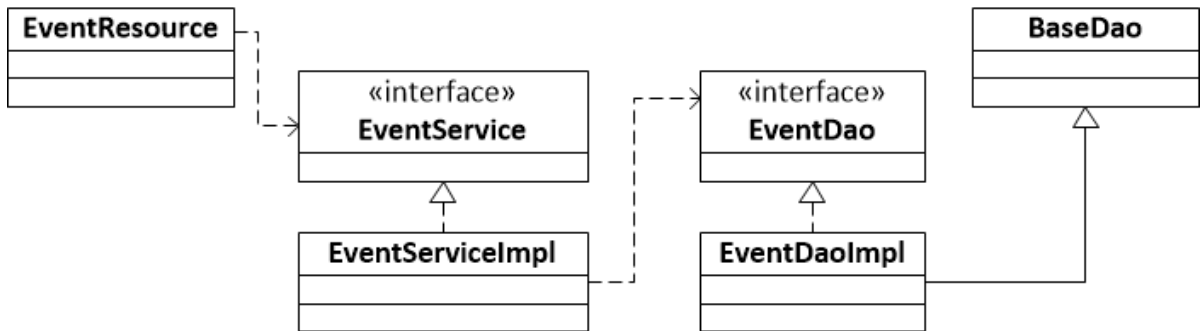 EventResource
BaseDao
«interface»
EventService
«interface»
EventDao
EventServiceImpl
EventDaoImpl